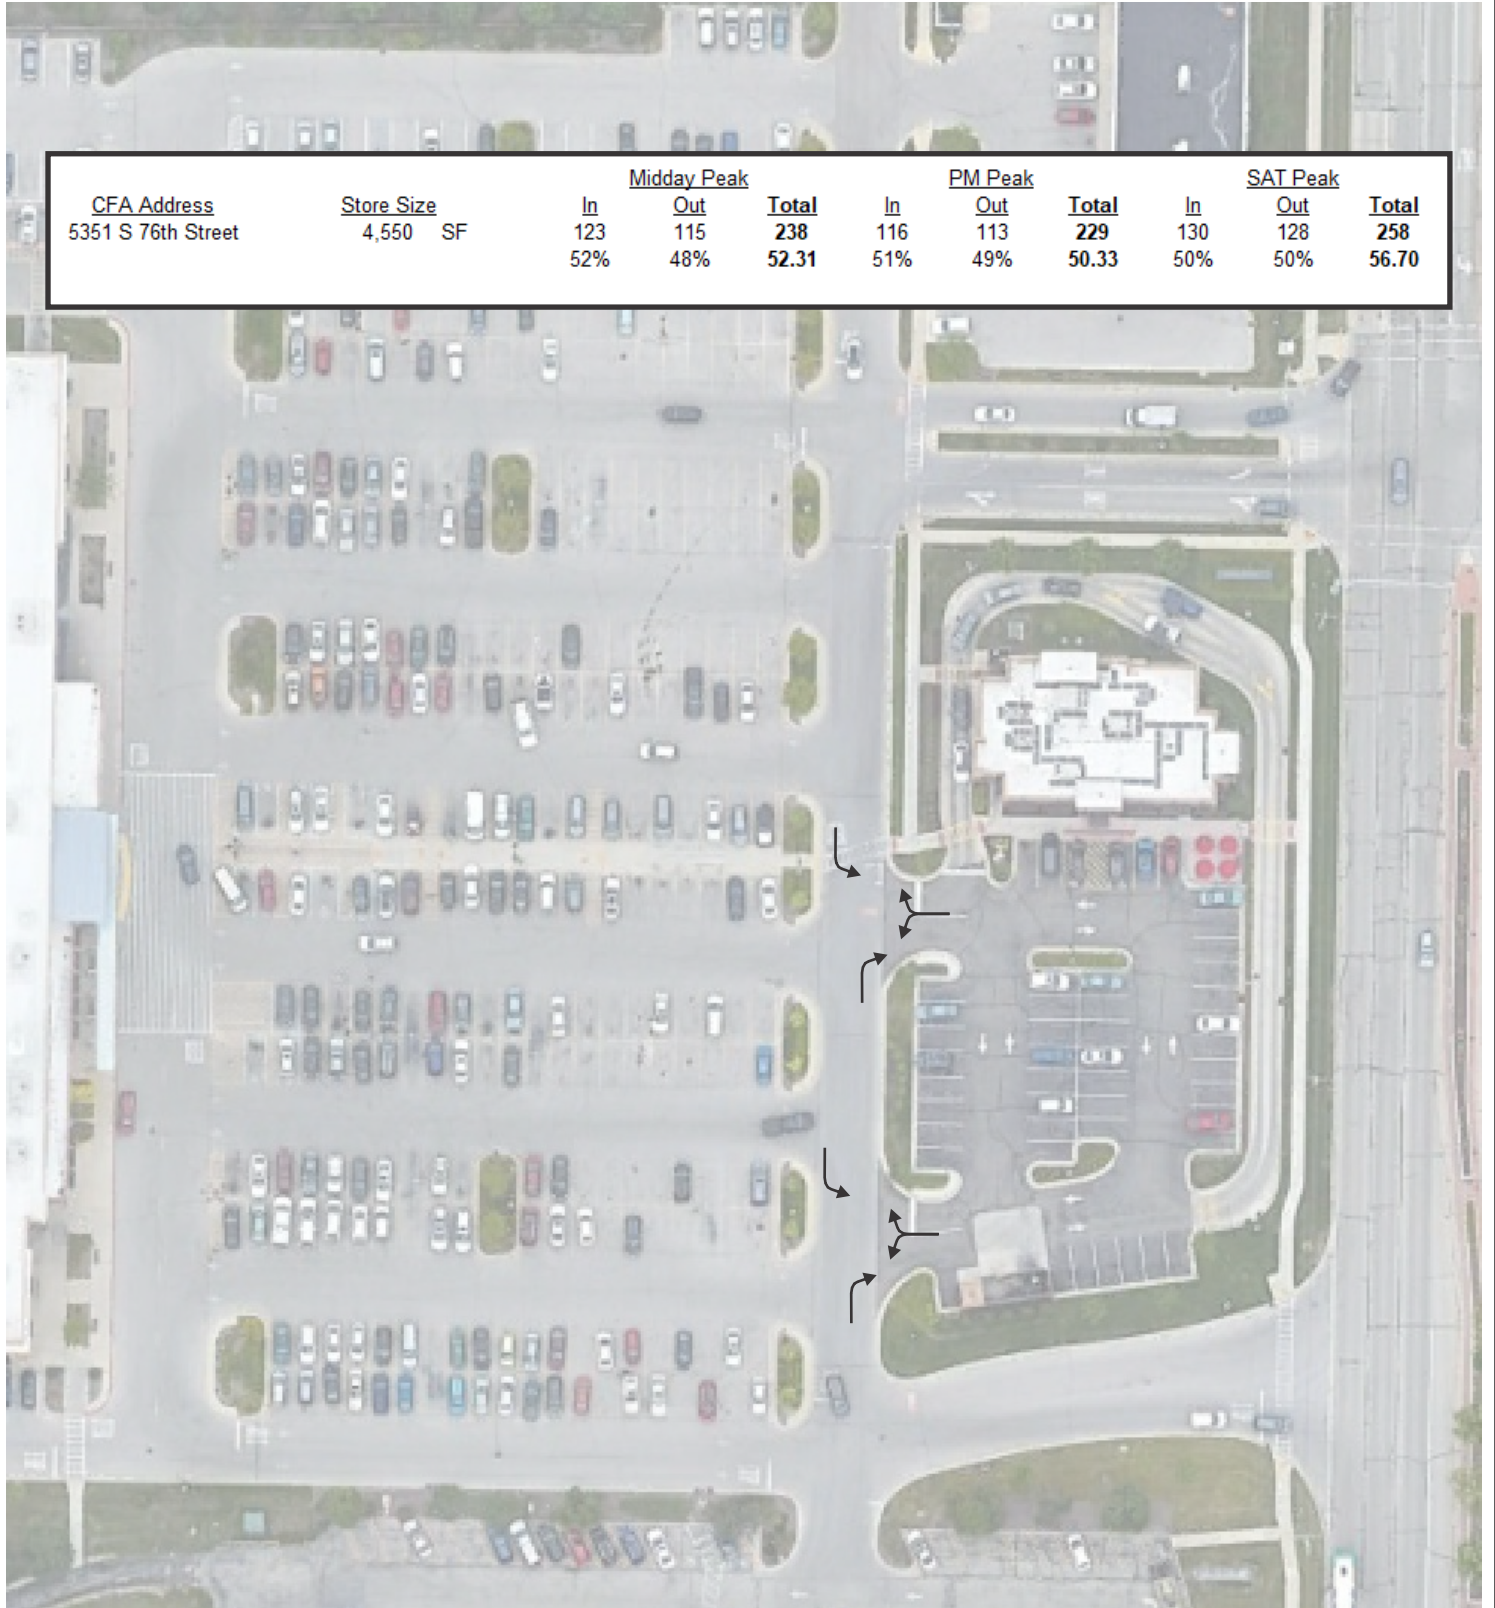 Midday Peak PM Peak SAT Peak
CFA Address Store Size In Out Total In Out Total In Out Total
5351 S 76th Street 4,550 SF 123 115 238 116 113 229 130 128 258
52% 48% 52.31 51% 49% 50.33 50% 50% 56.70